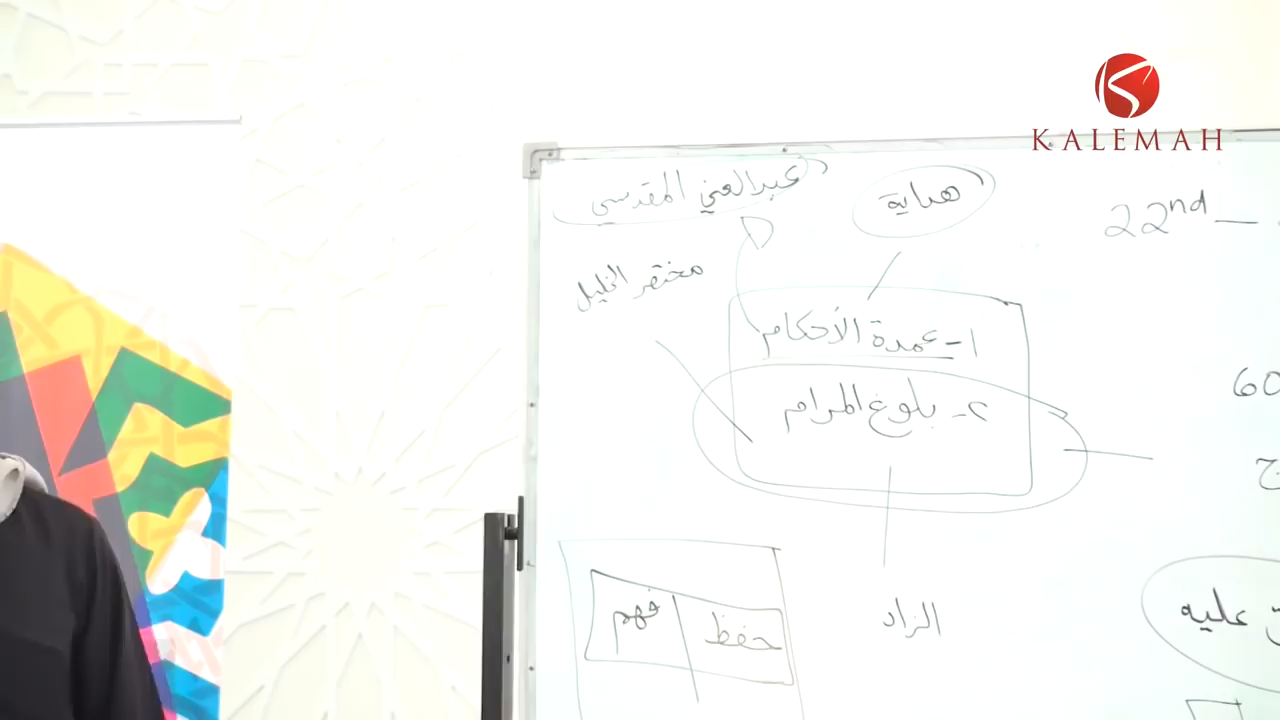 KALEMAH
عبدالغني المقدسي
هداية
22nd —
مختصر الخليل
١- عمدة الأحكام
٢- بلوغ المرام
60
ج
فهم
حفظ
الزاد
عليه